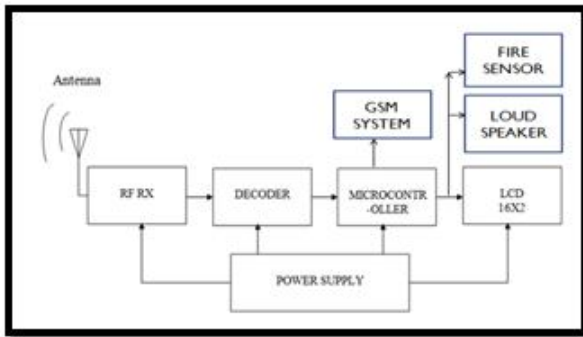 Antenna
FIRE
SENSOR
GSM
SYSTEM
LOUD
SPEAKER
RF RX
DECODER
MICROCONTR
-OLLER
LCD
16X2
POWER SUPPLY